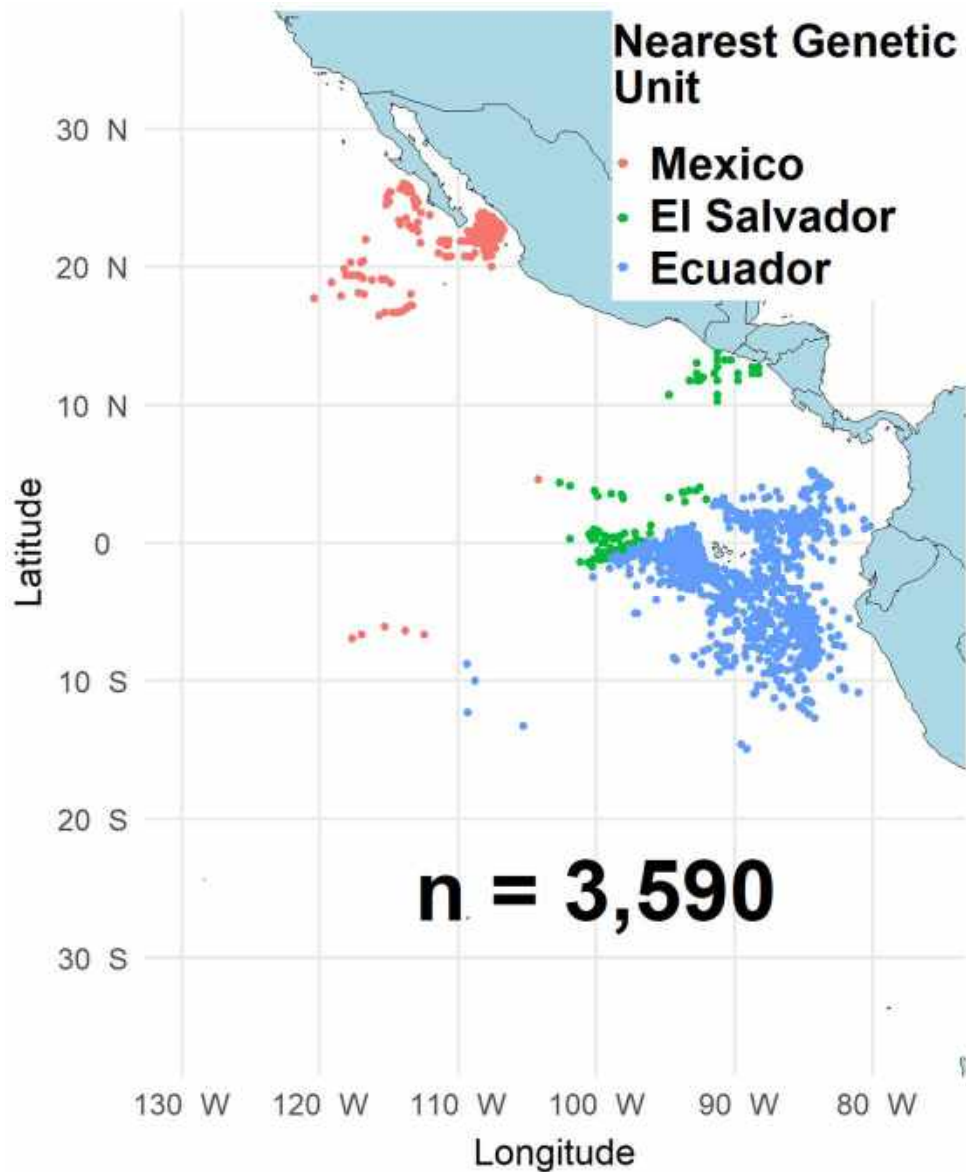 Nearest Genetic
Unit
Mexico
El Salvador
Ecuador
30 N
20 N
10 N
0
10 S
20 S
30 S
Latitude
n = 3,590
130 W 120 W 110 W 100 W 90 W 80 W
Longitude